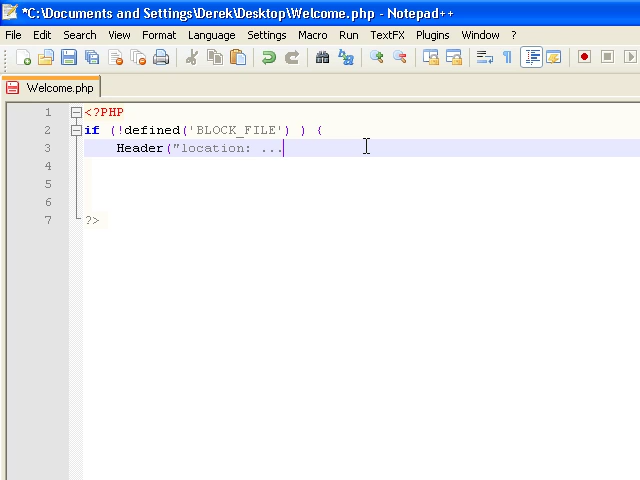 *C:\Documents and Settings\Derek\Desktop\Welcome.php - Notepad++
File Edit Search View Format Language Settings Macro Run TextFX Plugins Window ?
Welcome.php
1 <?PHP
2 if (!defined('BLOCK_FILE') ) {
3 Header("location: ...
4
5
6
7 ?>